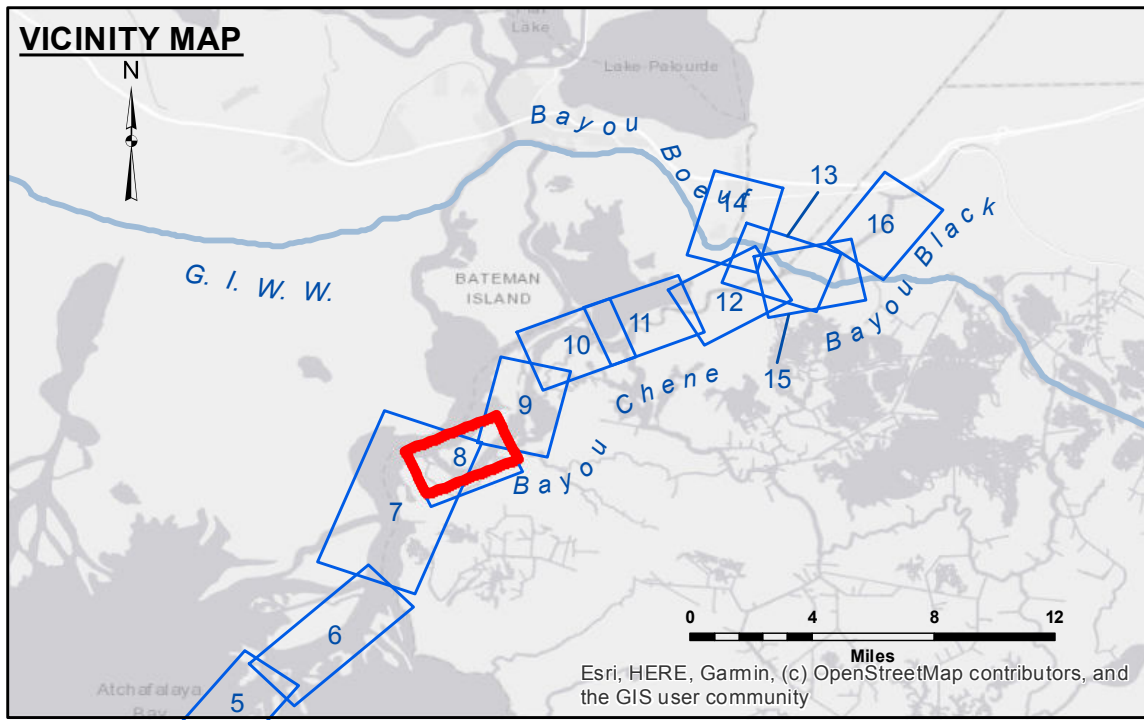 VICINITY MAP
N
Lake
Lake Palourde
Bayou
Boeuf
13
14
16
G. I. W. W.
BATEMAN
ISLAND
Bayou Black
12
11
10
15
Chene
9
8
Bayou
7
6
5
Atchafalaya
Bay
0 4 8 12
Miles
Esri, HERE, Garmin, (c) OpenStreetMap contributors, and
the GIS user community